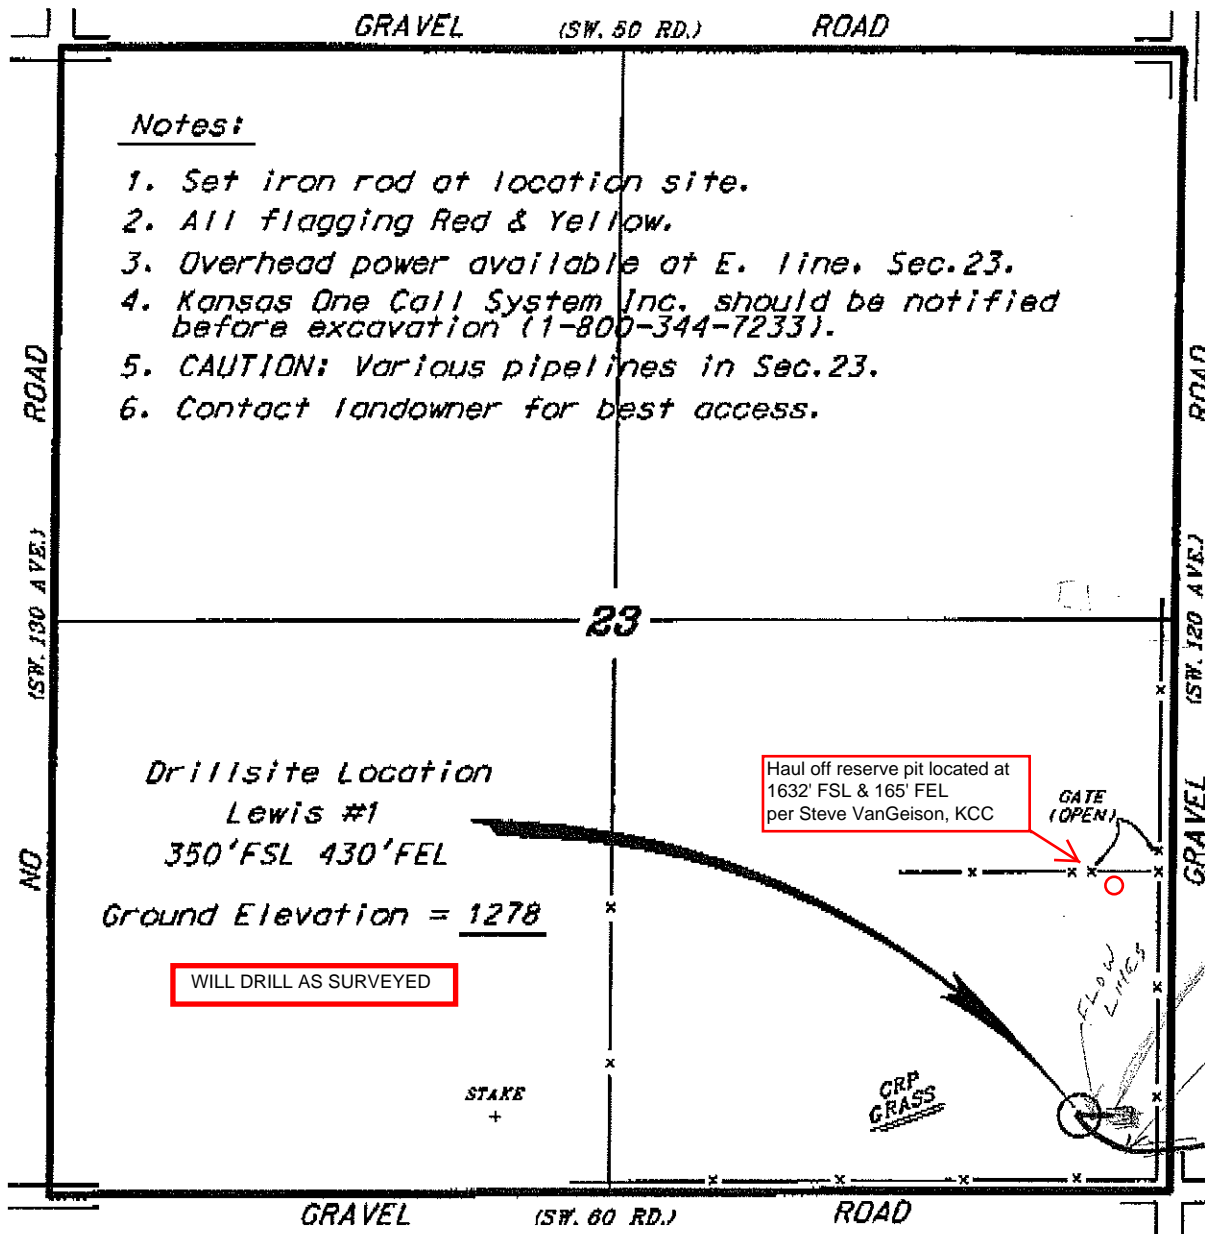 GRAVEL (SW. 50 RD.) ROAD
Notes:
1. Set iron rod at location site.
2. All flagging Red & Yellow.
3. Overhead power available at E. line, Sec.23.
4. Kansas One Call System Inc. should be notified
before excavation (1-800-344-7233).
5. CAUTION: Various pipelines in Sec.23.
6. Contact landowner for best access.
NO (SW. 130 AVE.) ROAD
GRAVEL (SW. 120 AVE.) ROAD
23
Drillsite Location
Lewis #1
350'FSL 430'FEL
Ground Elevation = 1278
WILL DRILL AS SURVEYED
Haul off reserve pit located at
1632' FSL & 165' FEL
per Steve VanGeison, KCC
GATE
(OPEN)
FLOW
LINES
STAKE
CRP
GRASS
GRAVEL (SW. 60 RD.) ROAD